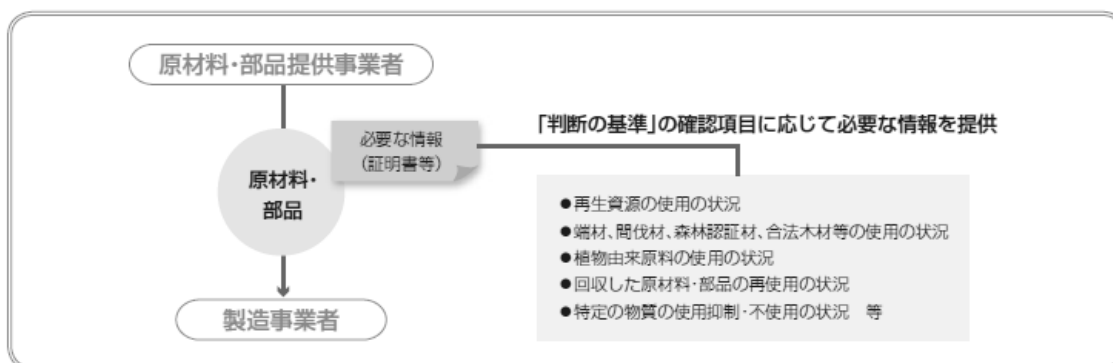 原材料・部品提供事業者
必要な情報
（証明書等）
「判断の基準」の確認項目に応じて必要な情報を提供
原材料・
部品
●再生資源の使用の状況
●端材、間伐材、森林認証材、合法木材等の使用の状況
●植物由来原料の使用の状況
●回収した原材料・部品の再使用の状況
●特定の物質の使用抑制・不使用の状況　等
製造事業者